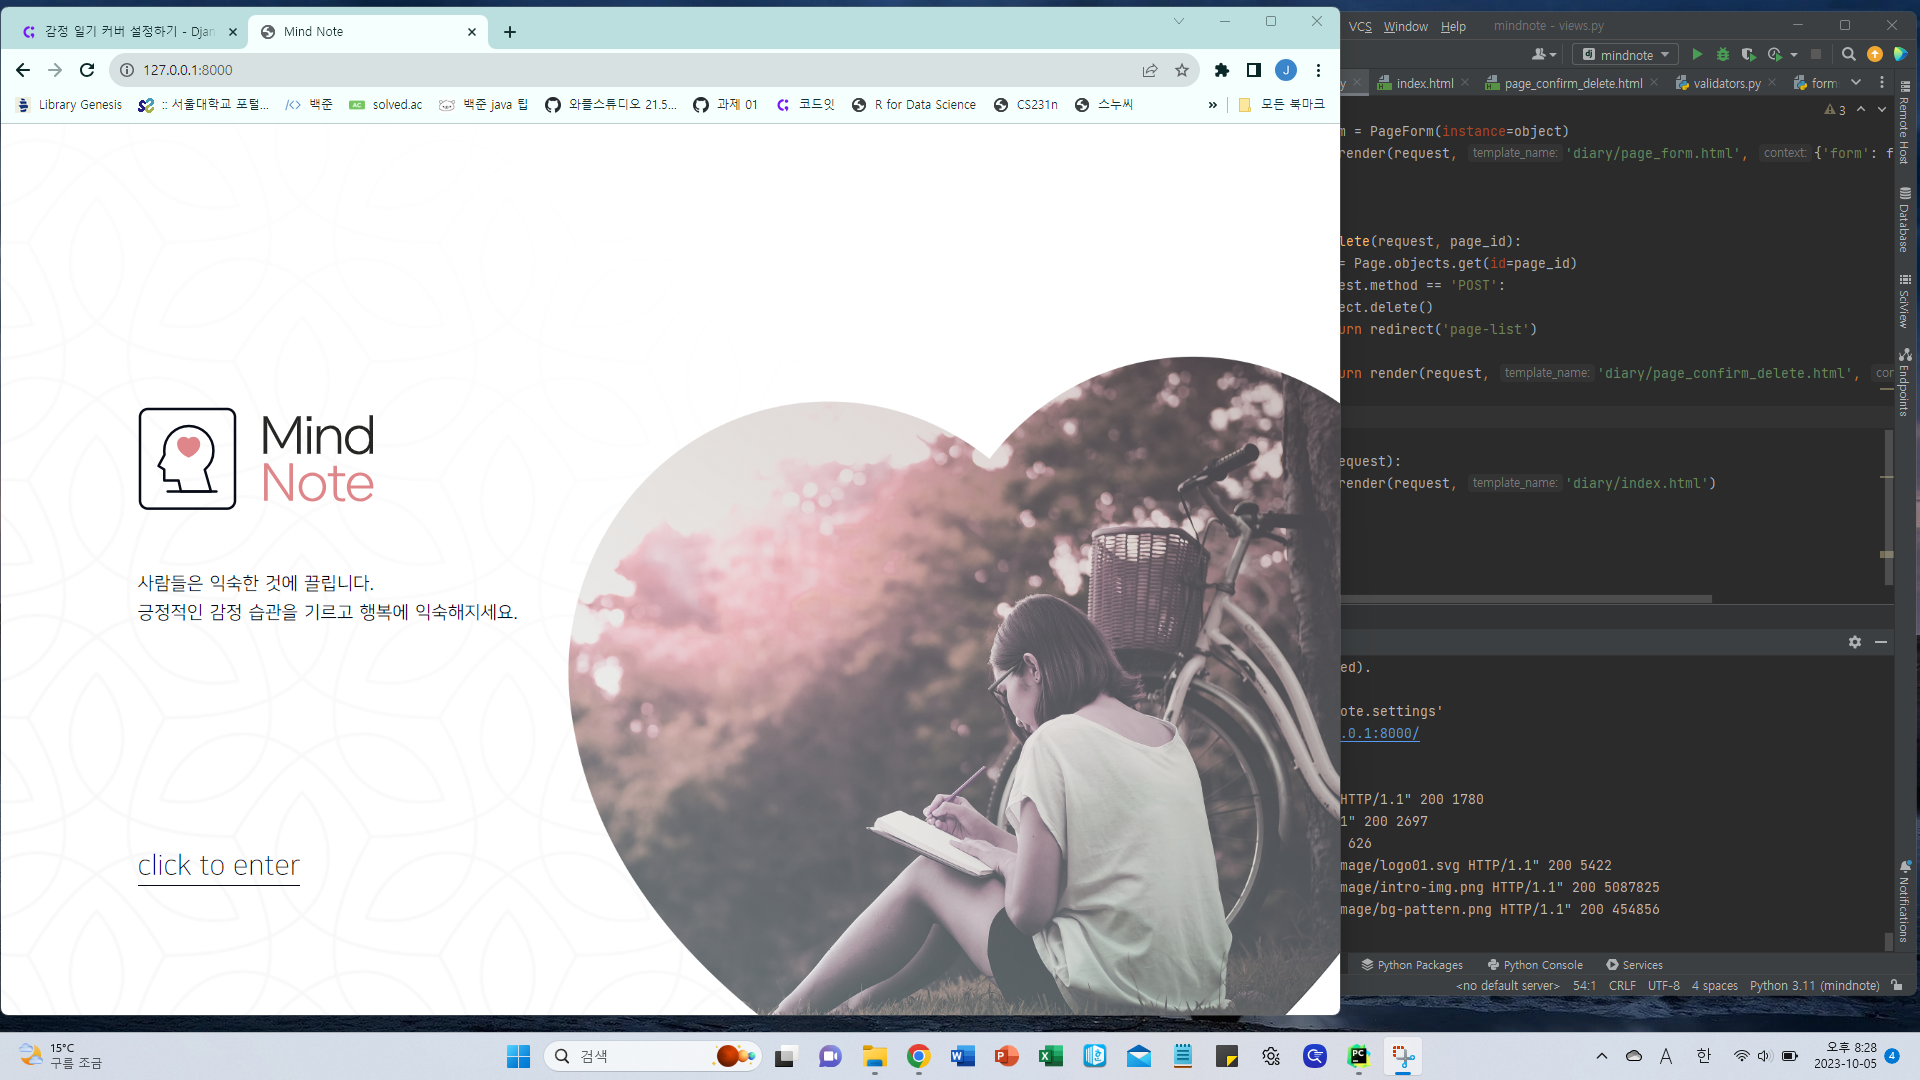 감정 일기 커버 설정하기 - Djan
Mind Note
127.0.0.1:8000
J
Library Genesis
:: 서울대학교 포털...
백준
solved.ac
백준 java 팁
와플스튜디오 21.5...
과제 01
코드잇
R for Data Science
CS231n
스누씨
»
모든 북마크
Mind
Note
사람들은 익숙한 것에 끌립니다.
긍정적인 감정 습관을 기르고 행복에 익숙해지세요.
click to enter
VCS Window Help mindnote - views.py
mindnote
index.html page_confirm_delete.html validators.py form
3
= PageForm(instance=object)
render(request, template_name: 'diary/page_form.html', context: {'form': f
lete(request, page_id):
= Page.objects.get(id=page_id)
est.method == 'POST':
ect.delete()
urn redirect('page-list')
urn render(request, template_name: 'diary/page_confirm_delete.html', con
equest):
render(request, template_name: 'diary/index.html')
Remote Host
Database
SciView
Endpoints
Notifications
ed).
ote.settings'
.0.1:8000/
HTTP/1.1" 200 1780
1" 200 2697
626
mage/logo01.svg HTTP/1.1" 200 5422
mage/intro-img.png HTTP/1.1" 200 5087825
mage/bg-pattern.png HTTP/1.1" 200 454856
Python Packages Python Console Services
<no default server> 54:1 CRLF UTF-8 4 spaces Python 3.11 (mindnote)
15°C
구름 조금
검색
A 한
오후 8:28
2023-10-05
4